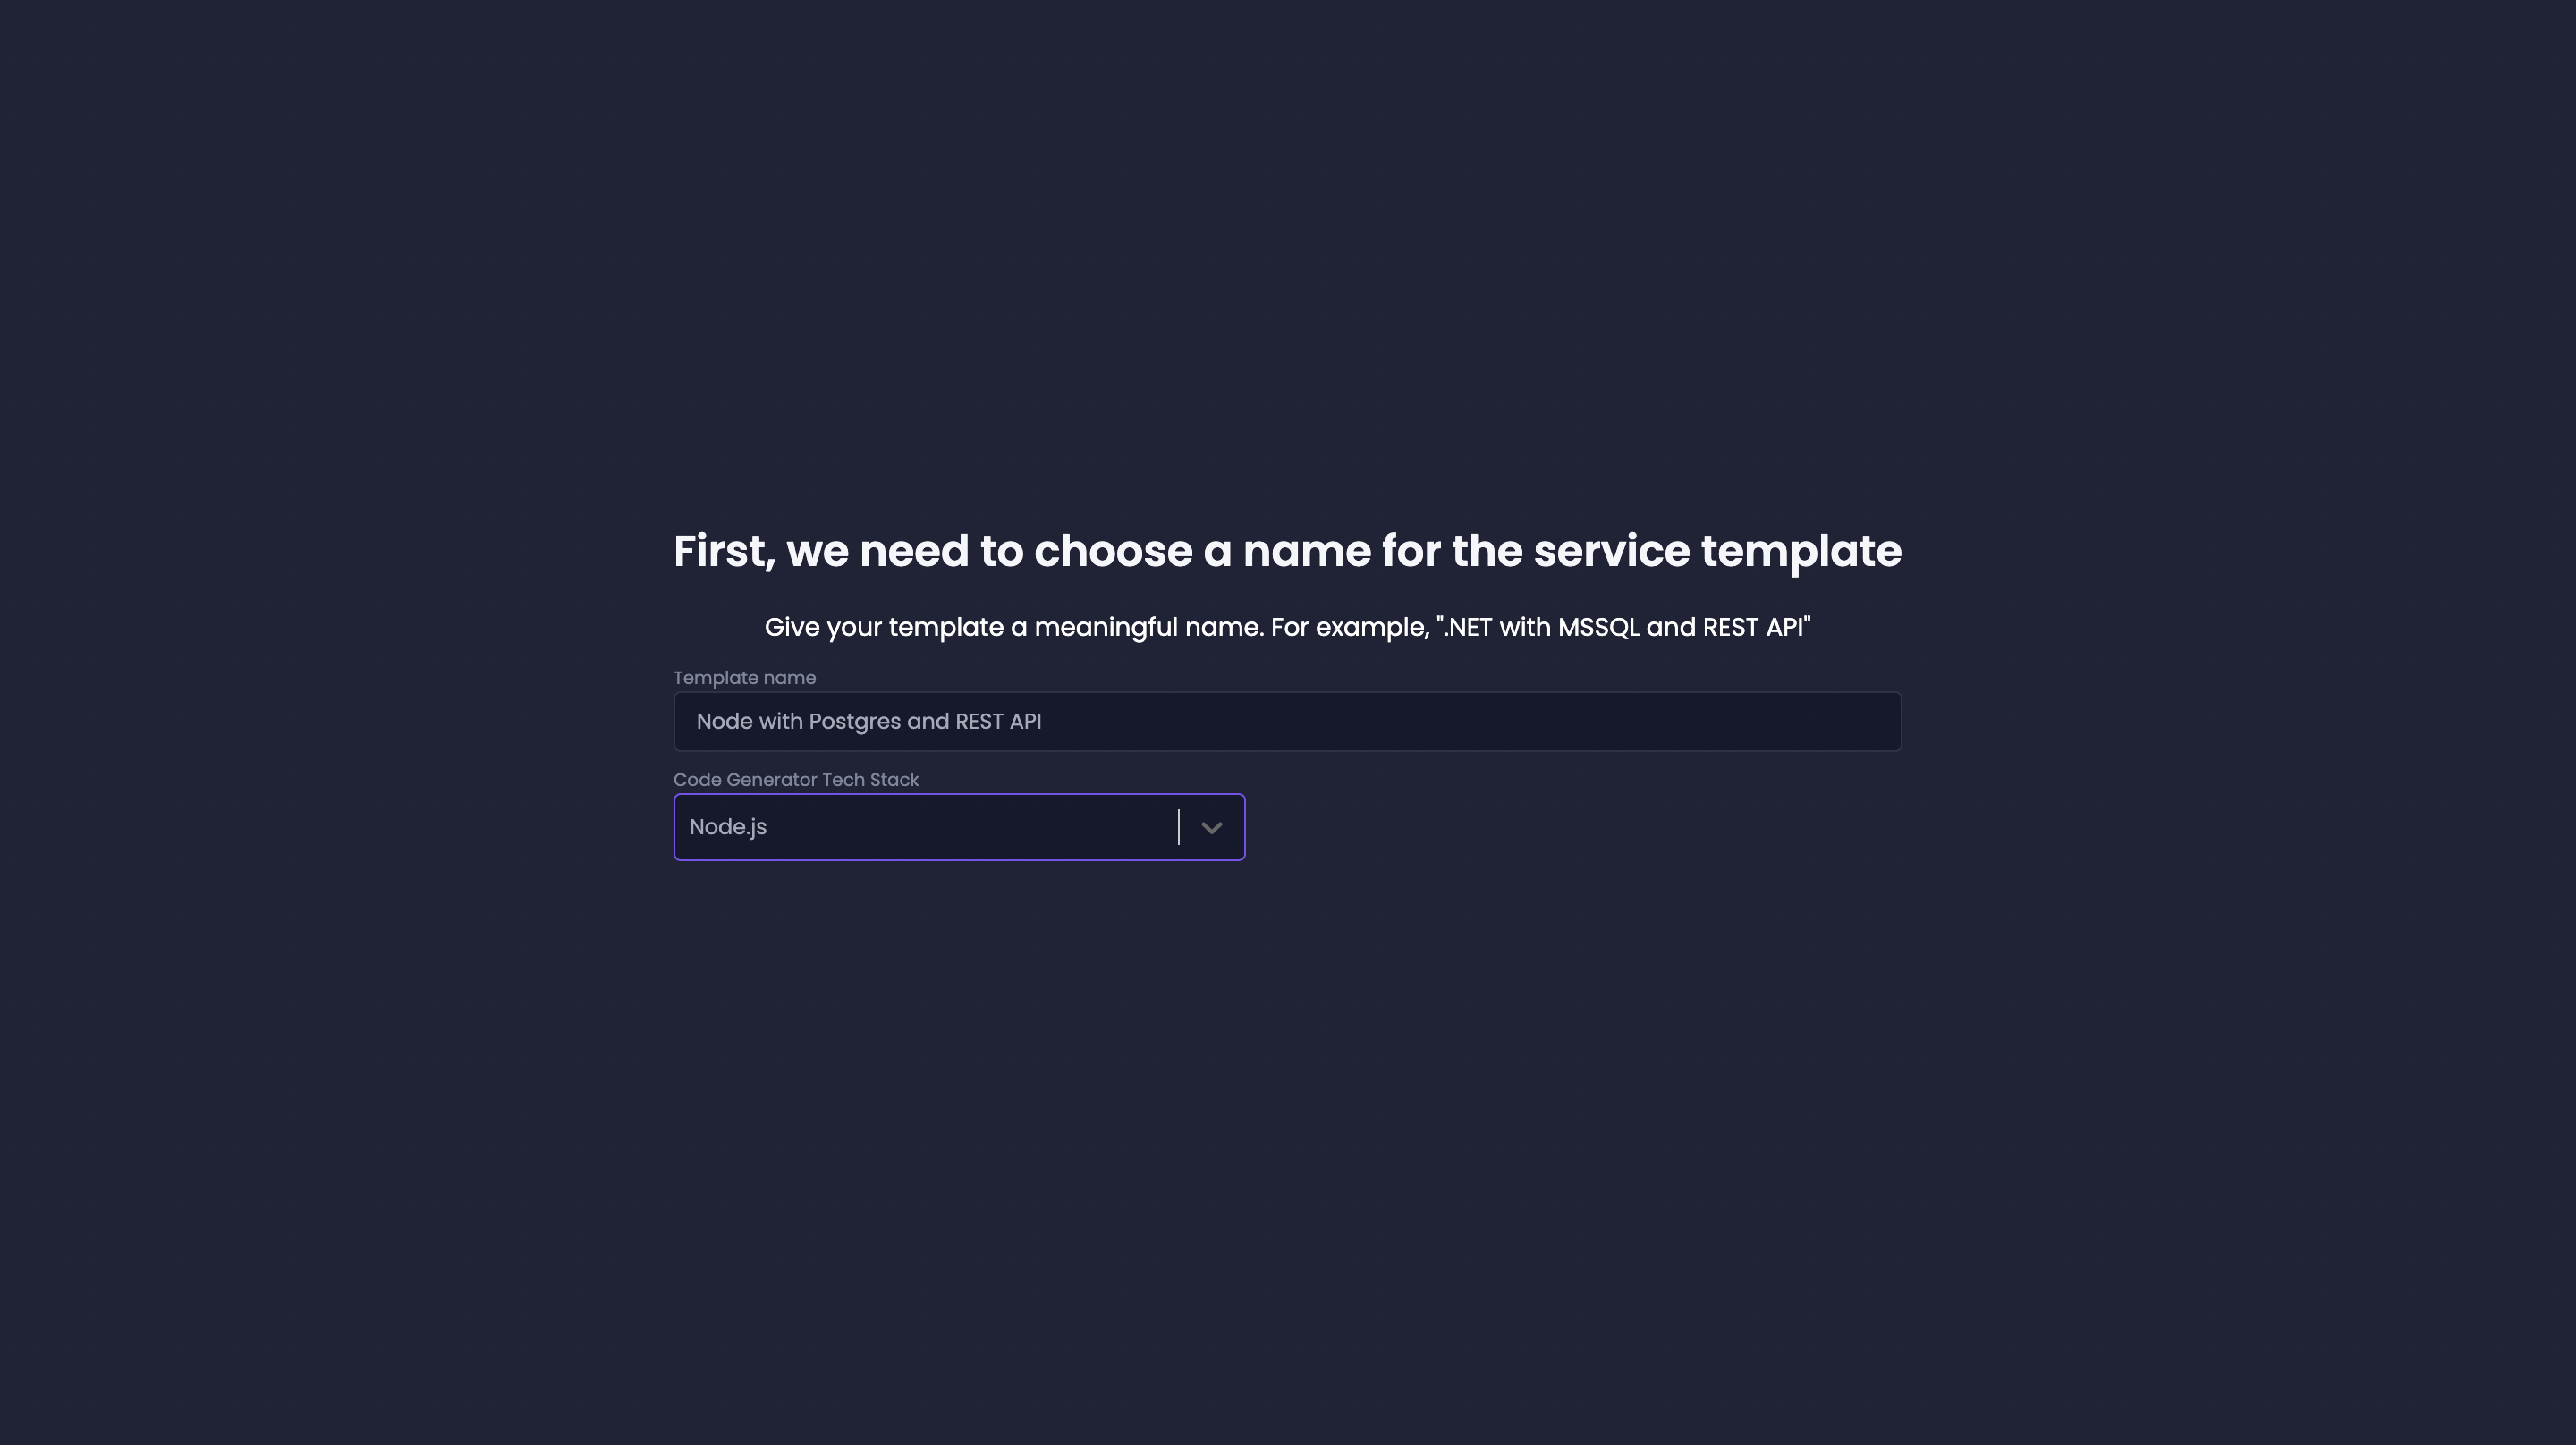 First, we need to choose a name for the service template
Give your template a meaningful name. For example, ".NET with MSSQL and REST API"
Template name
Node with Postgres and REST API
Code Generator Tech Stack
Node.js